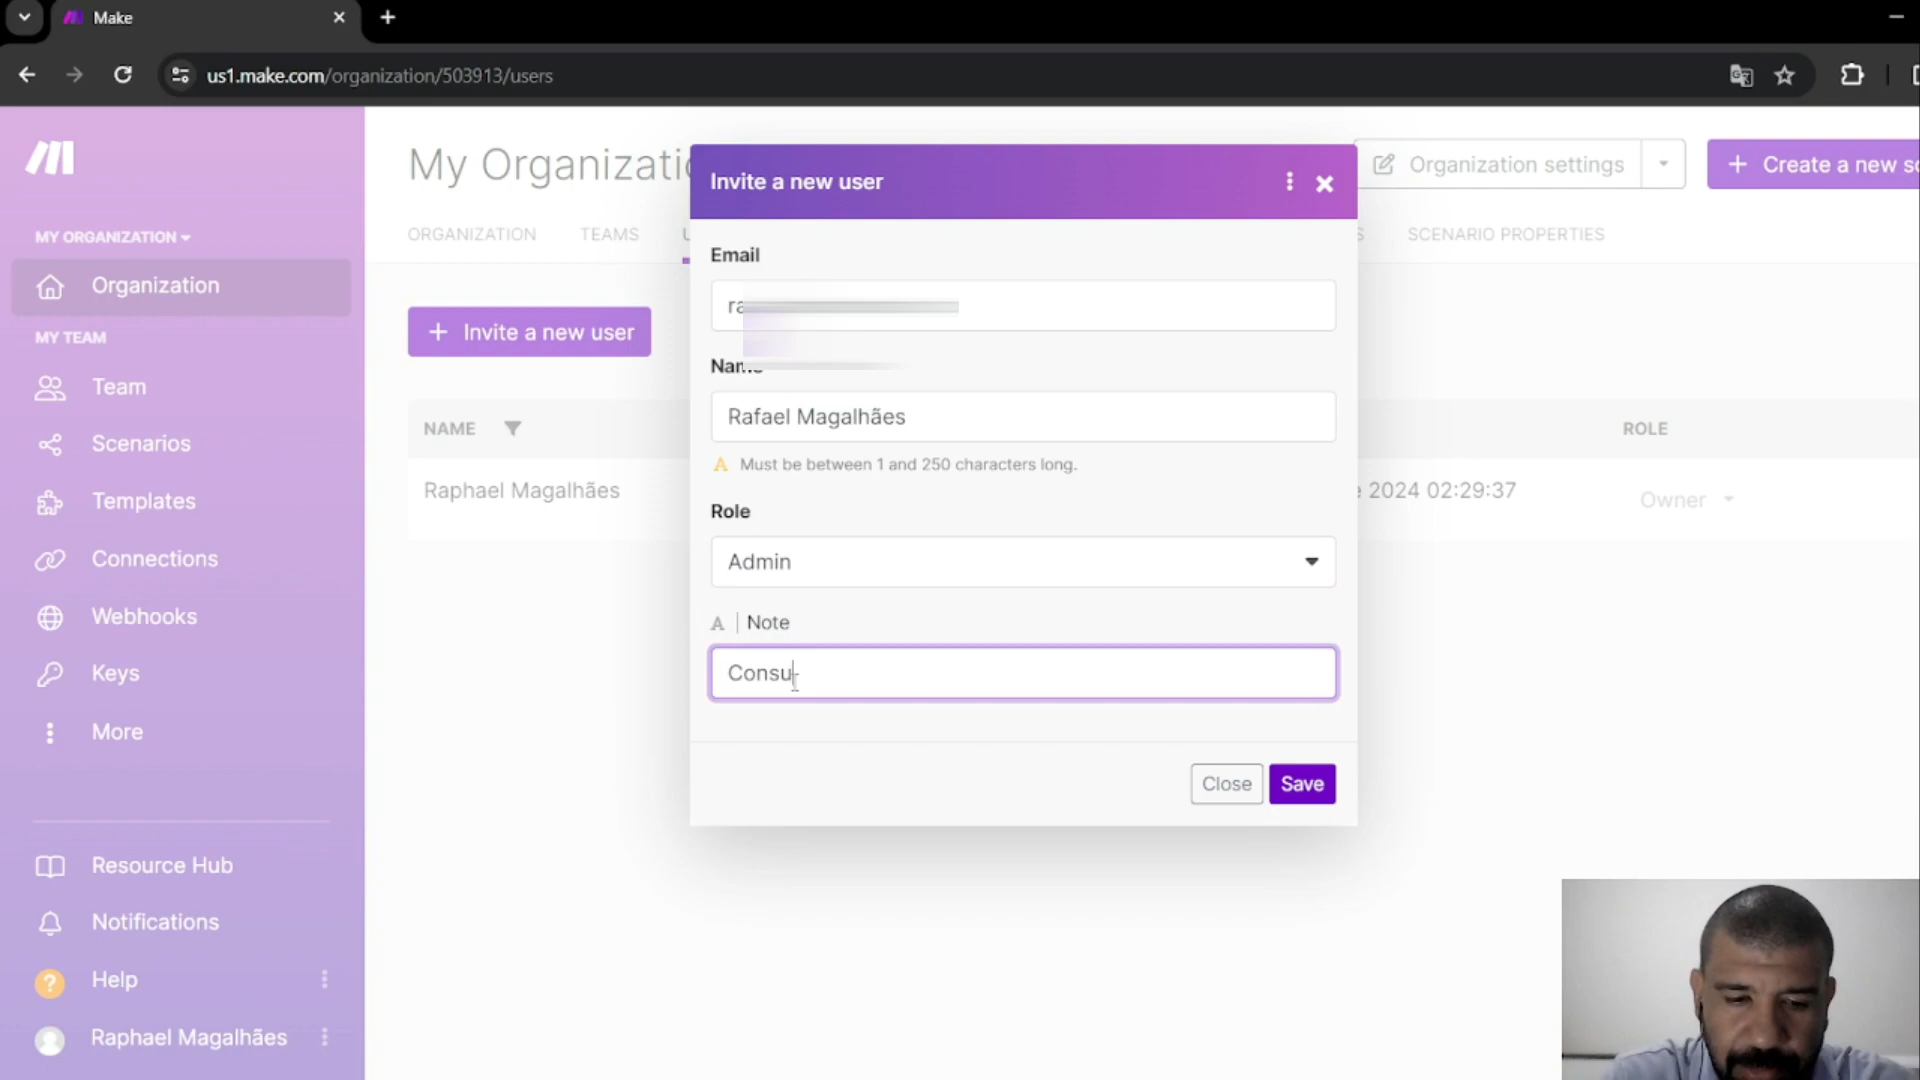 Make
us1.make.com/organization/503913/users
My Organizatio
Organization settings
Create a new sc
MY ORGANIZATION
ORGANIZATION
TEAMS
SCENARIO PROPERTIES
Organization
MY TEAM
Team
Scenarios
Templates
Connections
Webhooks
Keys
More
Resource Hub
Notifications
Help
Raphael Magalhães
Invite a new user
NAME
ROLE
Raphael Magalhães
2024 02:29:37
Owner
Invite a new user
Email
ra
Name
Rafael Magalhães
Must be between 1 and 250 characters long.
Role
Admin
A | Note
Consu
Close
Save